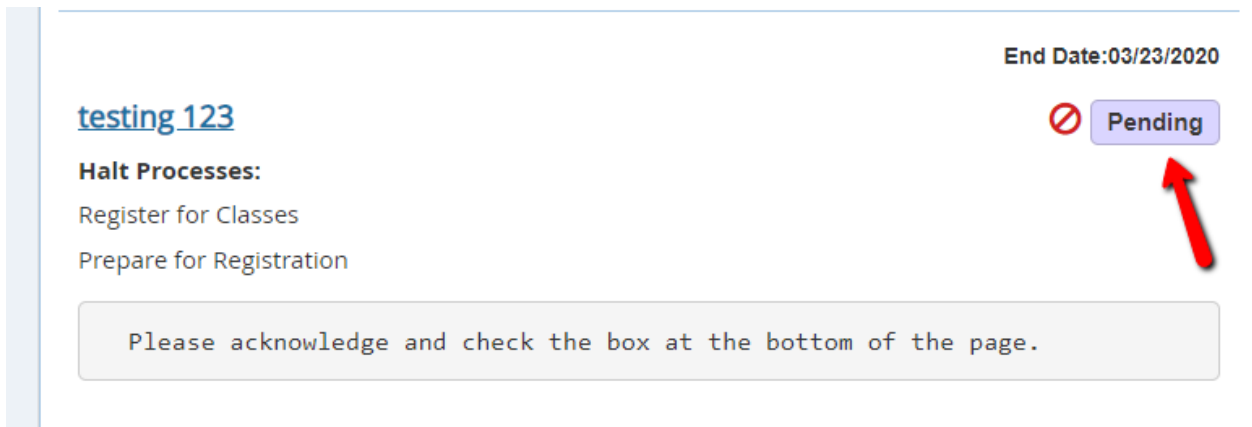 End Date:03/23/2020
testing 123
Pending
Halt Processes:
Register for Classes
Prepare for Registration
Please acknowledge and check the box at the bottom of the page.